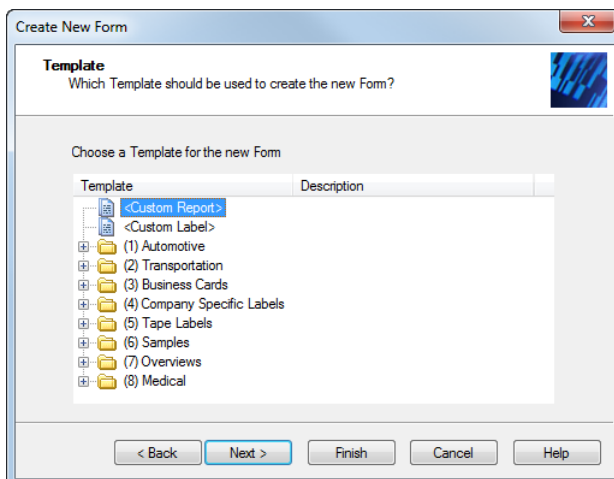 Create New Form
Template
Which Template should be used to create the new Form?
Choose a Template for the new Form
Template Description
<Custom Report>
<Custom Label>
(1) Automotive
(2) Transportation
(3) Business Cards
(4) Company Specific Labels
(5) Tape Labels
(6) Samples
(7) Overviews
(8) Medical
< Back Next > Finish Cancel Help